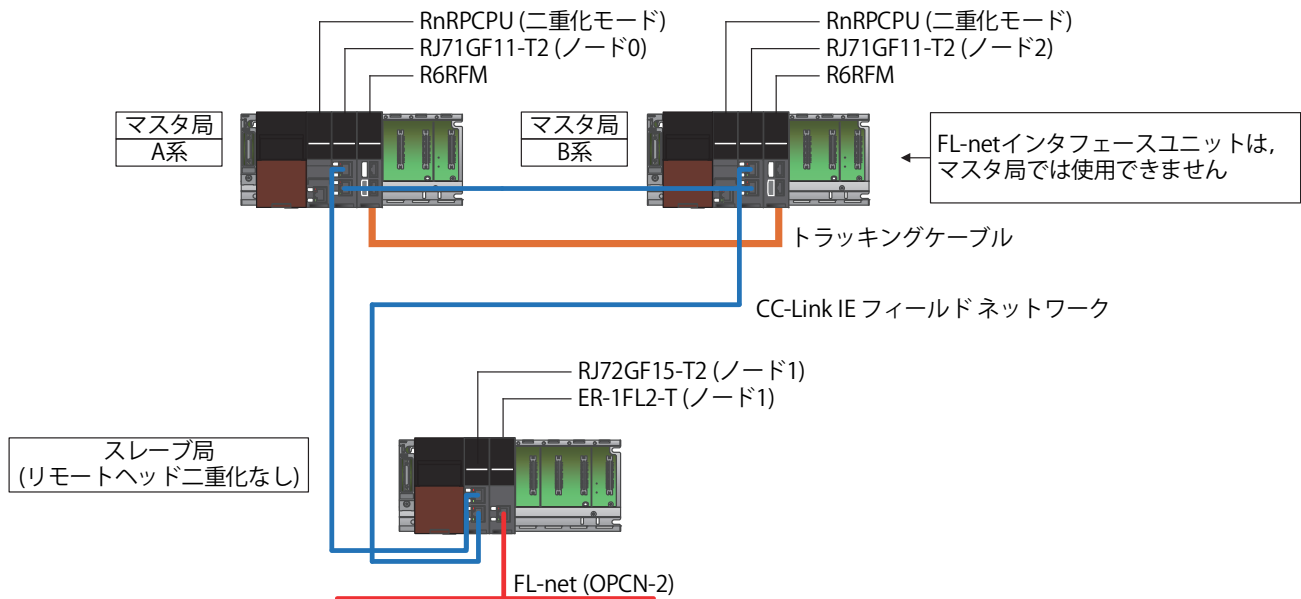 RnRPCPU (二重化モード)
RJ71GF11-T2 (ノード0)
R6RFM
マスタ局
A系
RnRPCPU (二重化モード)
RJ71GF11-T2 (ノード2)
R6RFM
マスタ局
B系
FL-netインタフェースユニットは,
マスタ局では使用できません
トラッキングケーブル
CC-Link IE フィールド ネットワーク
RJ72GF15-T2 (ノード1)
ER-1FL2-T (ノード1)
スレーブ局
(リモートヘッド二重化なし)
FL-net (OPCN-2)